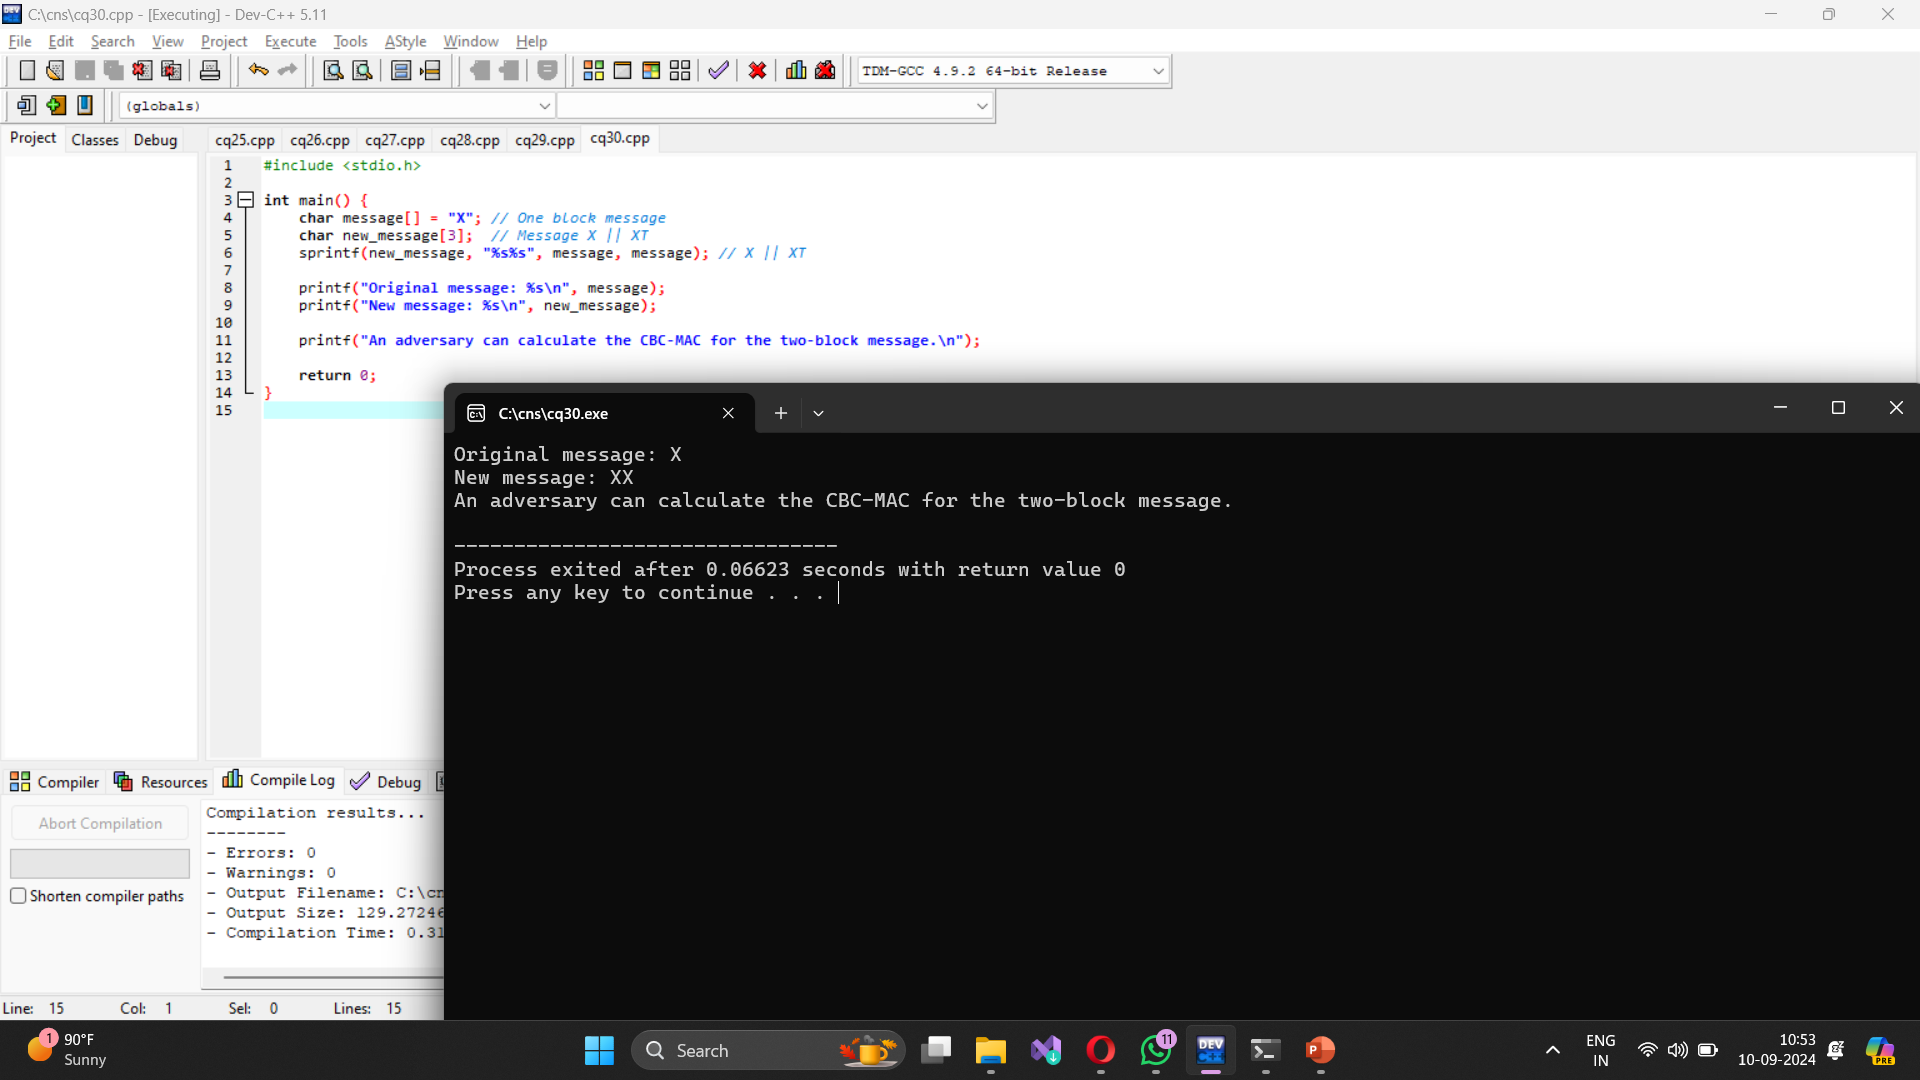 C:\cns\cq30.cpp - [Executing] - Dev-C++ 5.11
File Edit Search View Project Execute Tools AStyle Window Help
TDM-GCC 4.9.2 64-bit Release
(globals)
Project Classes Debug
cq25.cpp cq26.cpp cq27.cpp cq28.cpp cq29.cpp cq30.cpp
1 #include <stdio.h>
2
3 int main() {
4 char message[] = "X"; // One block message
5 char new_message[3]; // Message X || XT
6 sprintf(new_message, "%s%s", message, message); // X || XT
7
8 printf("Original message: %s\n", message);
9 printf("New message: %s\n", new_message);
10
11 printf("An adversary can calculate the CBC-MAC for the two-block message.\n");
12
13 return 0;
14 }
15
C:\cns\cq30.exe
Original message: X
New message: XX
An adversary can calculate the CBC-MAC for the two-block message.
--------------------------------
Process exited after 0.06623 seconds with return value 0
Press any key to continue . . .
Compiler Resources Compile Log Debug
Abort Compilation
Shorten compiler paths
Compilation results...
--------
- Errors: 0
- Warnings: 0
- Output Filename: C:\cn
- Output Size: 129.27246
- Compilation Time: 0.31
Line: 15 Col: 1 Sel: 0 Lines: 15
1
90°F
Sunny
Search
11
DEV
C++
ENG
IN
10:53
10-09-2024
PRE